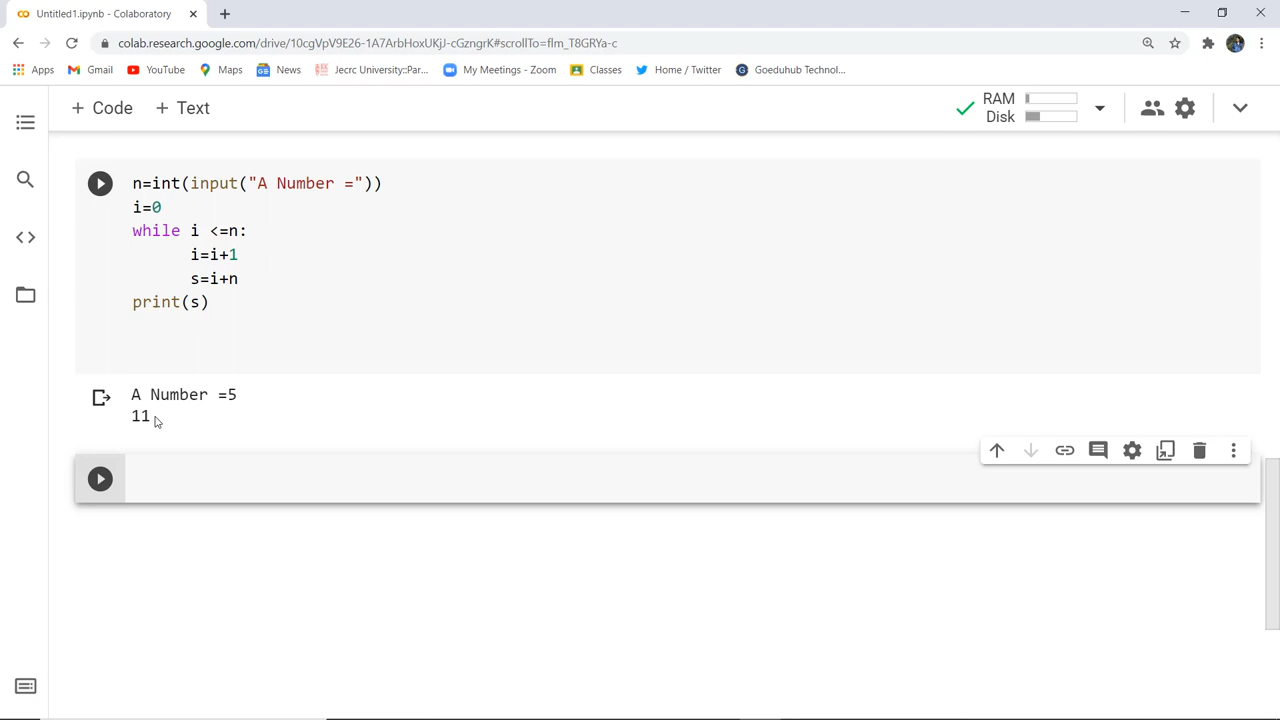 Untitled1.ipynb - Colaboratory
colab.research.google.com/drive/10cgVpV9E26-1A7ArbHoxUKjJ-cGzngrK#scrollTo=flm_T8GRYa-c
Apps Gmail YouTube Maps News Jecrc University::Par... My Meetings - Zoom Classes Home / Twitter Goeduhub Technol...
+ Code + Text
RAM
Disk
n=int(input("A Number ="))
i=0
while i <=n:
      i=i+1
      s=i+n
print(s)
A Number =5
11